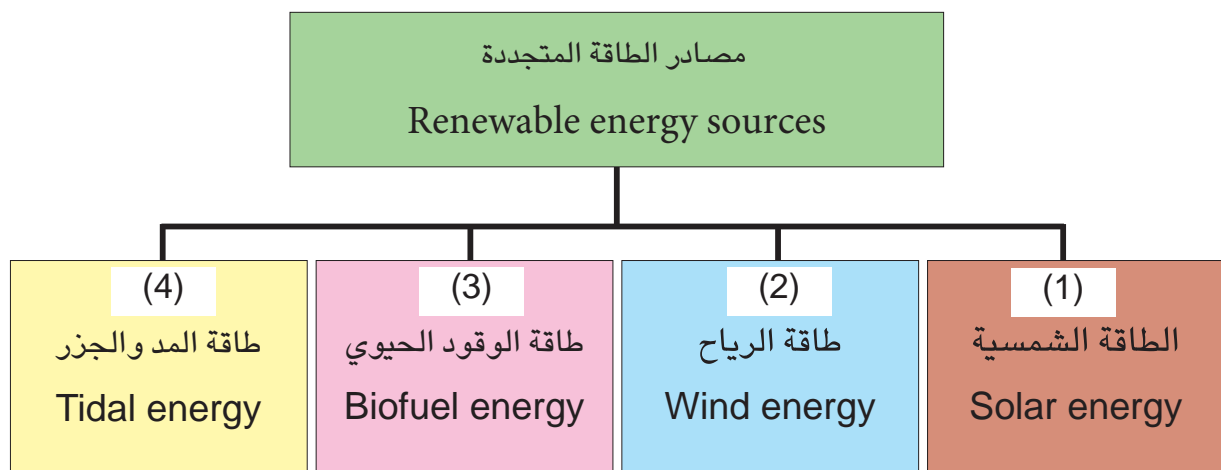 مصادر الطاقة المتجددة
Renewable energy sources
(1)
الطاقة الشمسية
Solar energy
(2)
طاقة الرياح
Wind energy
(3)
طاقة الوقود الحيوي
Biofuel energy
(4)
طاقة المد والجزر
Tidal energy